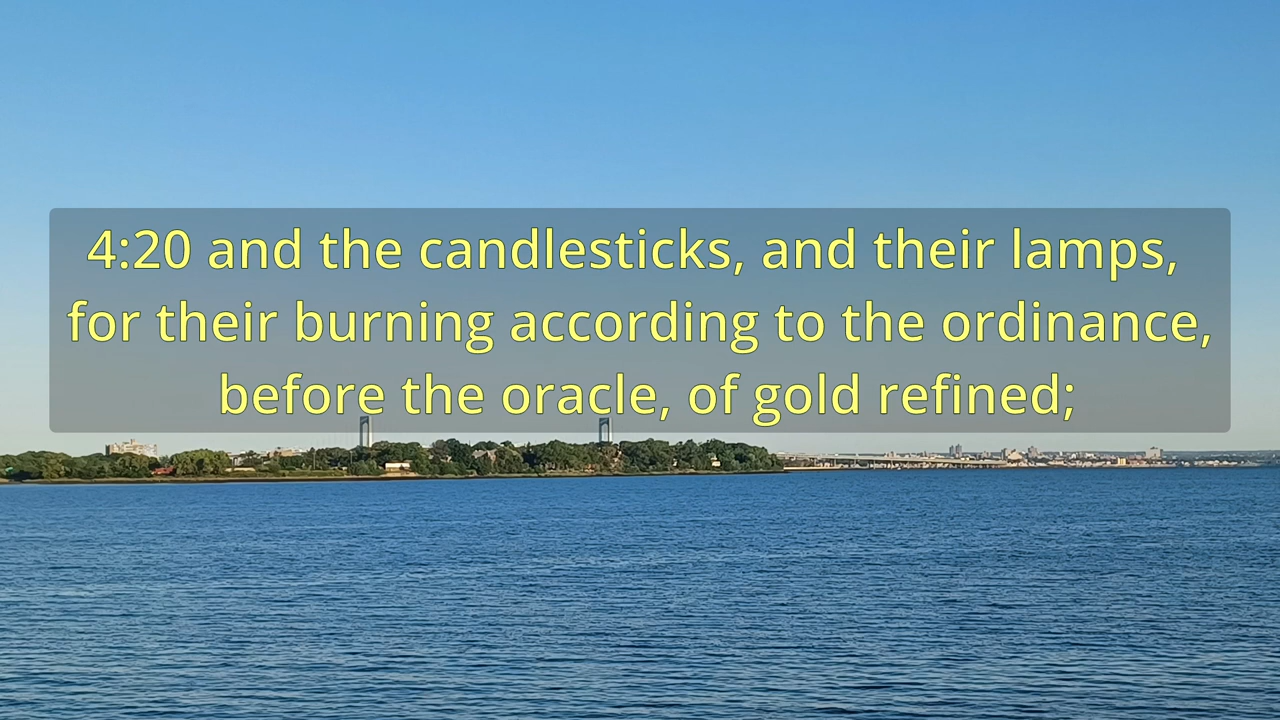 4:20 and the candlesticks, and their lamps,
for their burning according to the ordinance,
before the oracle, of gold refined;